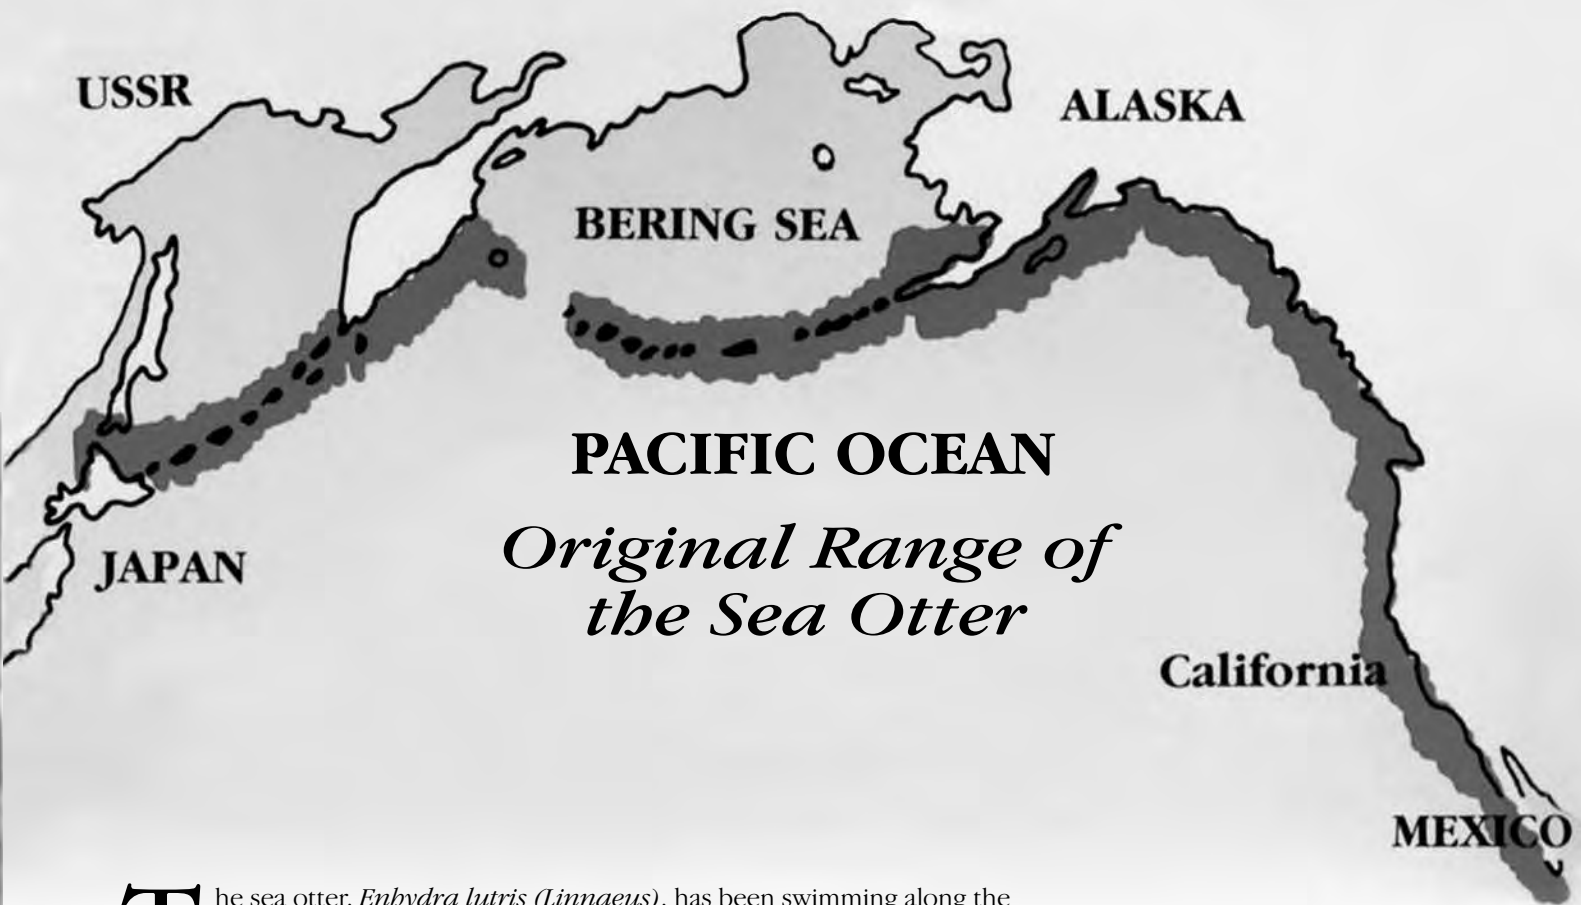 USSR
ALASKA
BERING SEA
PACIFIC OCEAN
Original Range of
the Sea Otter
JAPAN
California
MEXICO
The sea otter, Enhydra lutris (Linnaeus), has been swimming along the